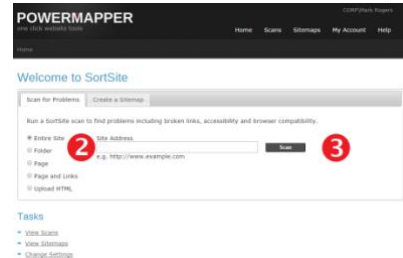 POWERMAPPER
one click website tools
CORP\Mark Rogers
Home Scans Sitemaps My Account Help
Home
Welcome to SortSite
Scan for Problems Create a Sitemap
Run a SortSite scan to find problems including broken links, accessibility and browser compatibility.
Entire Site Site Address
Folder 2 Scan 3
Page e.g. http://www.example.com
Page and Links
Upload HTML
Tasks
View Scans
View Sitemaps
Change Settings